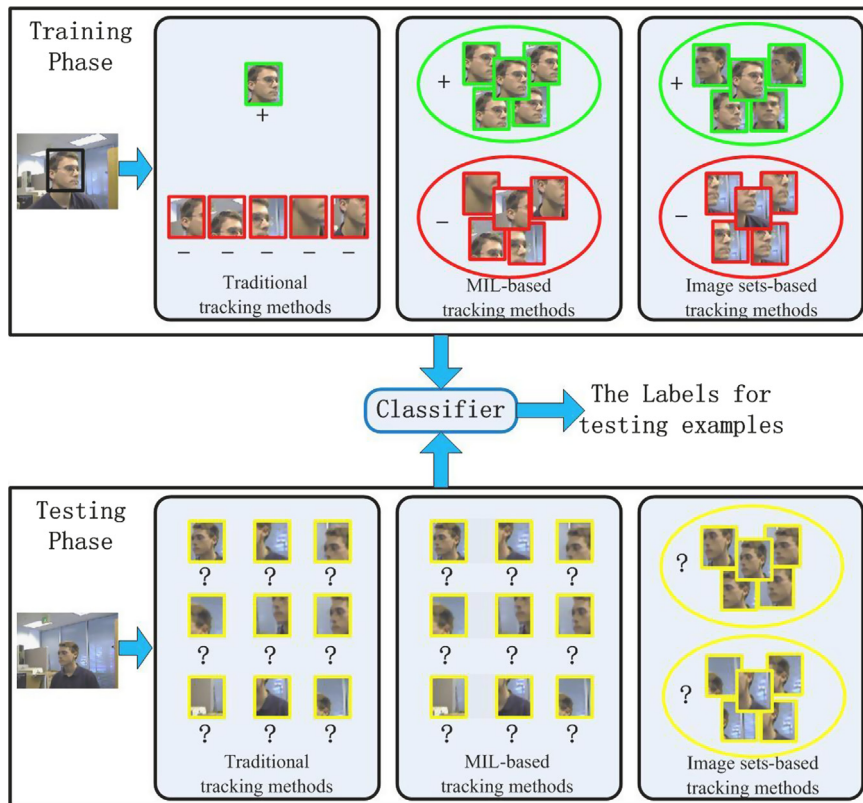 Training
Phase
+
− − − − −
Traditional
tracking methods
+
−
MIL-based
tracking methods
+
−
Image sets-based
tracking methods
Classifier
The Labels for
testing examples
Testing
Phase
? ? ?
? ? ?
? ? ?
Traditional
tracking methods
? ? ?
? ? ?
? ? ?
MIL-based
tracking methods
?
?
Image sets-based
tracking methods